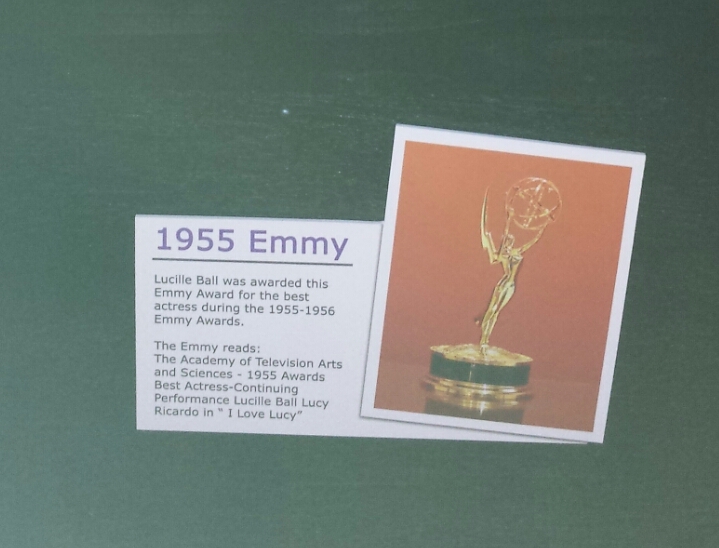 1955 Emmy
Lucille Ball was awarded this
Emmy Award for the best
actress during the 1955-1956
Emmy Awards.
The Emmy reads:
The Academy of Television Arts
and Sciences - 1955 Awards
Best Actress-Continuing
Performance Lucille Ball Lucy
Ricardo in “ I Love Lucy”